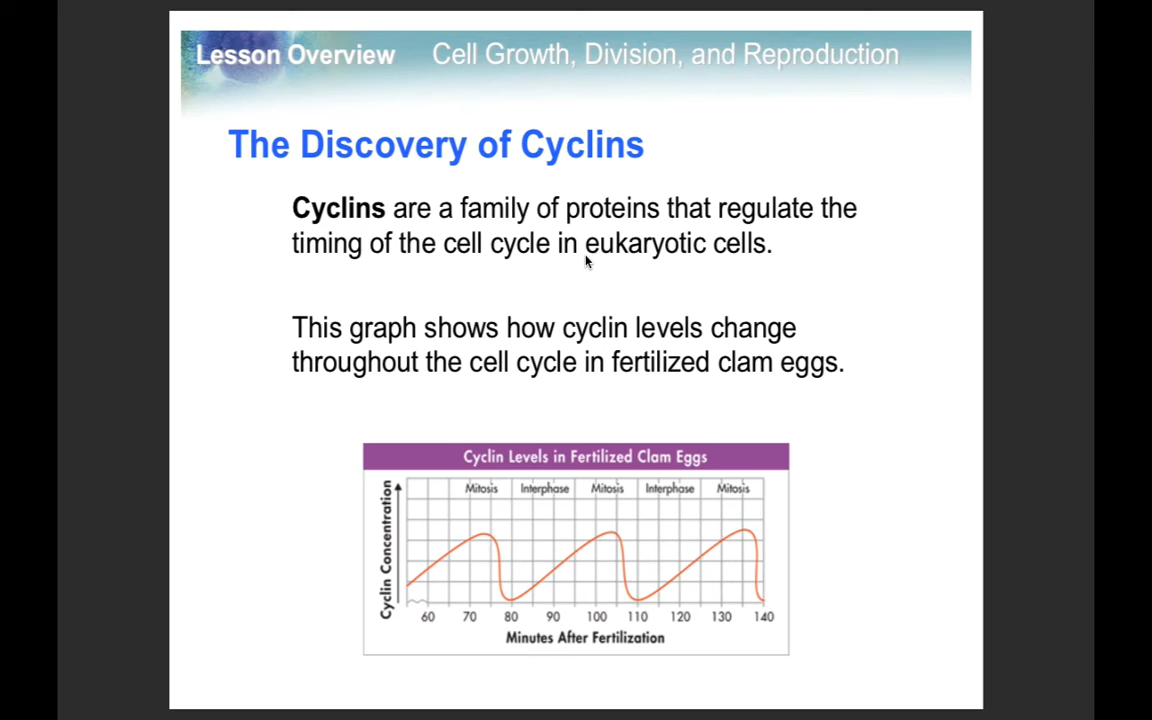 Lesson Overview Cell Growth, Division, and Reproduction
The Discovery of Cyclins
Cyclins are a family of proteins that regulate the
timing of the cell cycle in eukaryotic cells.
This graph shows how cyclin levels change
throughout the cell cycle in fertilized clam eggs.
Cyclin Levels in Fertilized Clam Eggs
Mitosis Interphase Mitosis Interphase Mitosis
Cyclin Concentration
60 70 80 90 100 110 120 130 140
Minutes After Fertilization